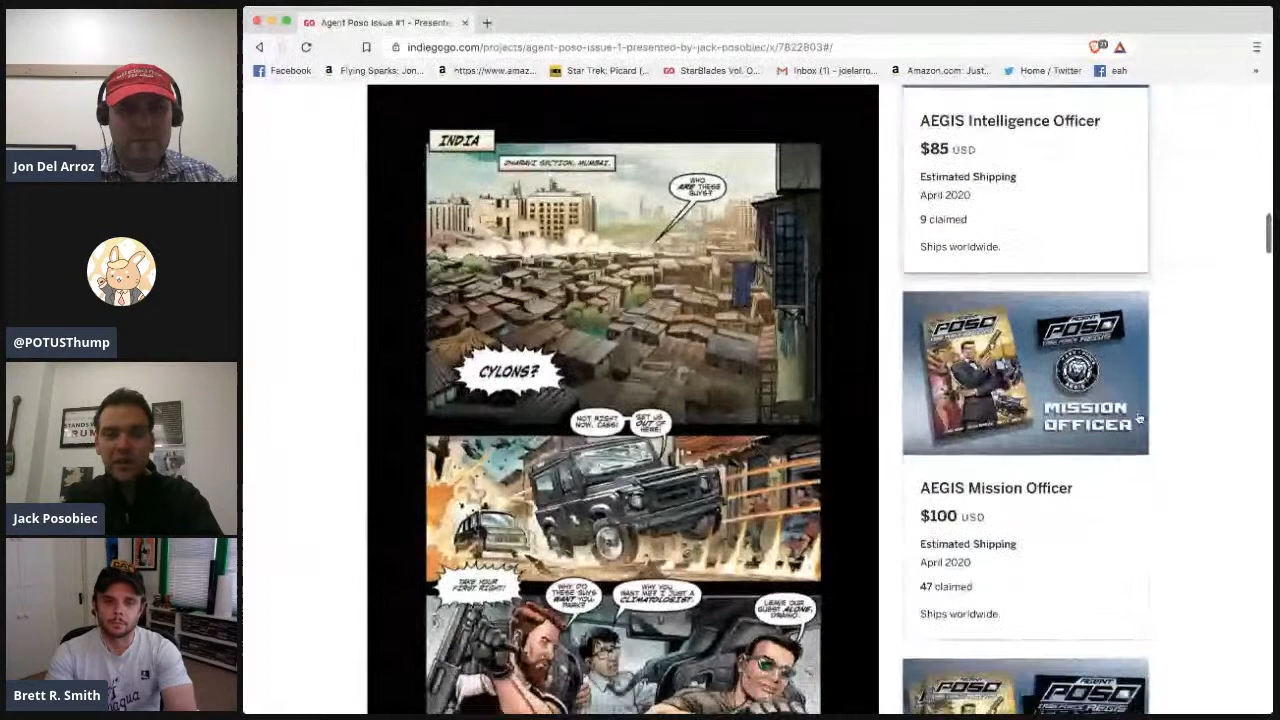 Jon Del Arroz
@POTUSThump
Jack Posobiec
Brett R. Smith
Agent Poso Issue #1 - Presente
indiegogo.com/projects/agent-poso-issue-1-presented-by-jack-posobiec/x/7822803#/
Facebook
Flying Sparks: Jon...
https://www.amaz...
Star Trek: Picard (...
StarBlades Vol. O...
Inbox (1) - joelarro...
Amazon.com: Just...
Home / Twitter
eah
INDIA
DHARAVI SECTION, MUMBAI.
WHO
ARE THESE
GUYS?
CYLONS?
NOT RIGHT
NOW, CASS!
GET US
OUT OF
HERE!
TAKE YOUR
FIRST RIGHT!
WHY DO
THESE GUYS
WANT YOU,
WHY YOU
WANT ME? I JUST A
CLIMATOLOGIST.
LEAVE OUR
GUEST ALONE,
AEGIS Intelligence Officer
$85 USD
Estimated Shipping
April 2020
9 claimed
Ships worldwide.
AGENT
POSO
AGENT
POSO
MISSION
OFFICER
AEGIS Mission Officer
$100 USD
Estimated Shipping
April 2020
47 claimed
Ships worldwide.
POSO
POSO